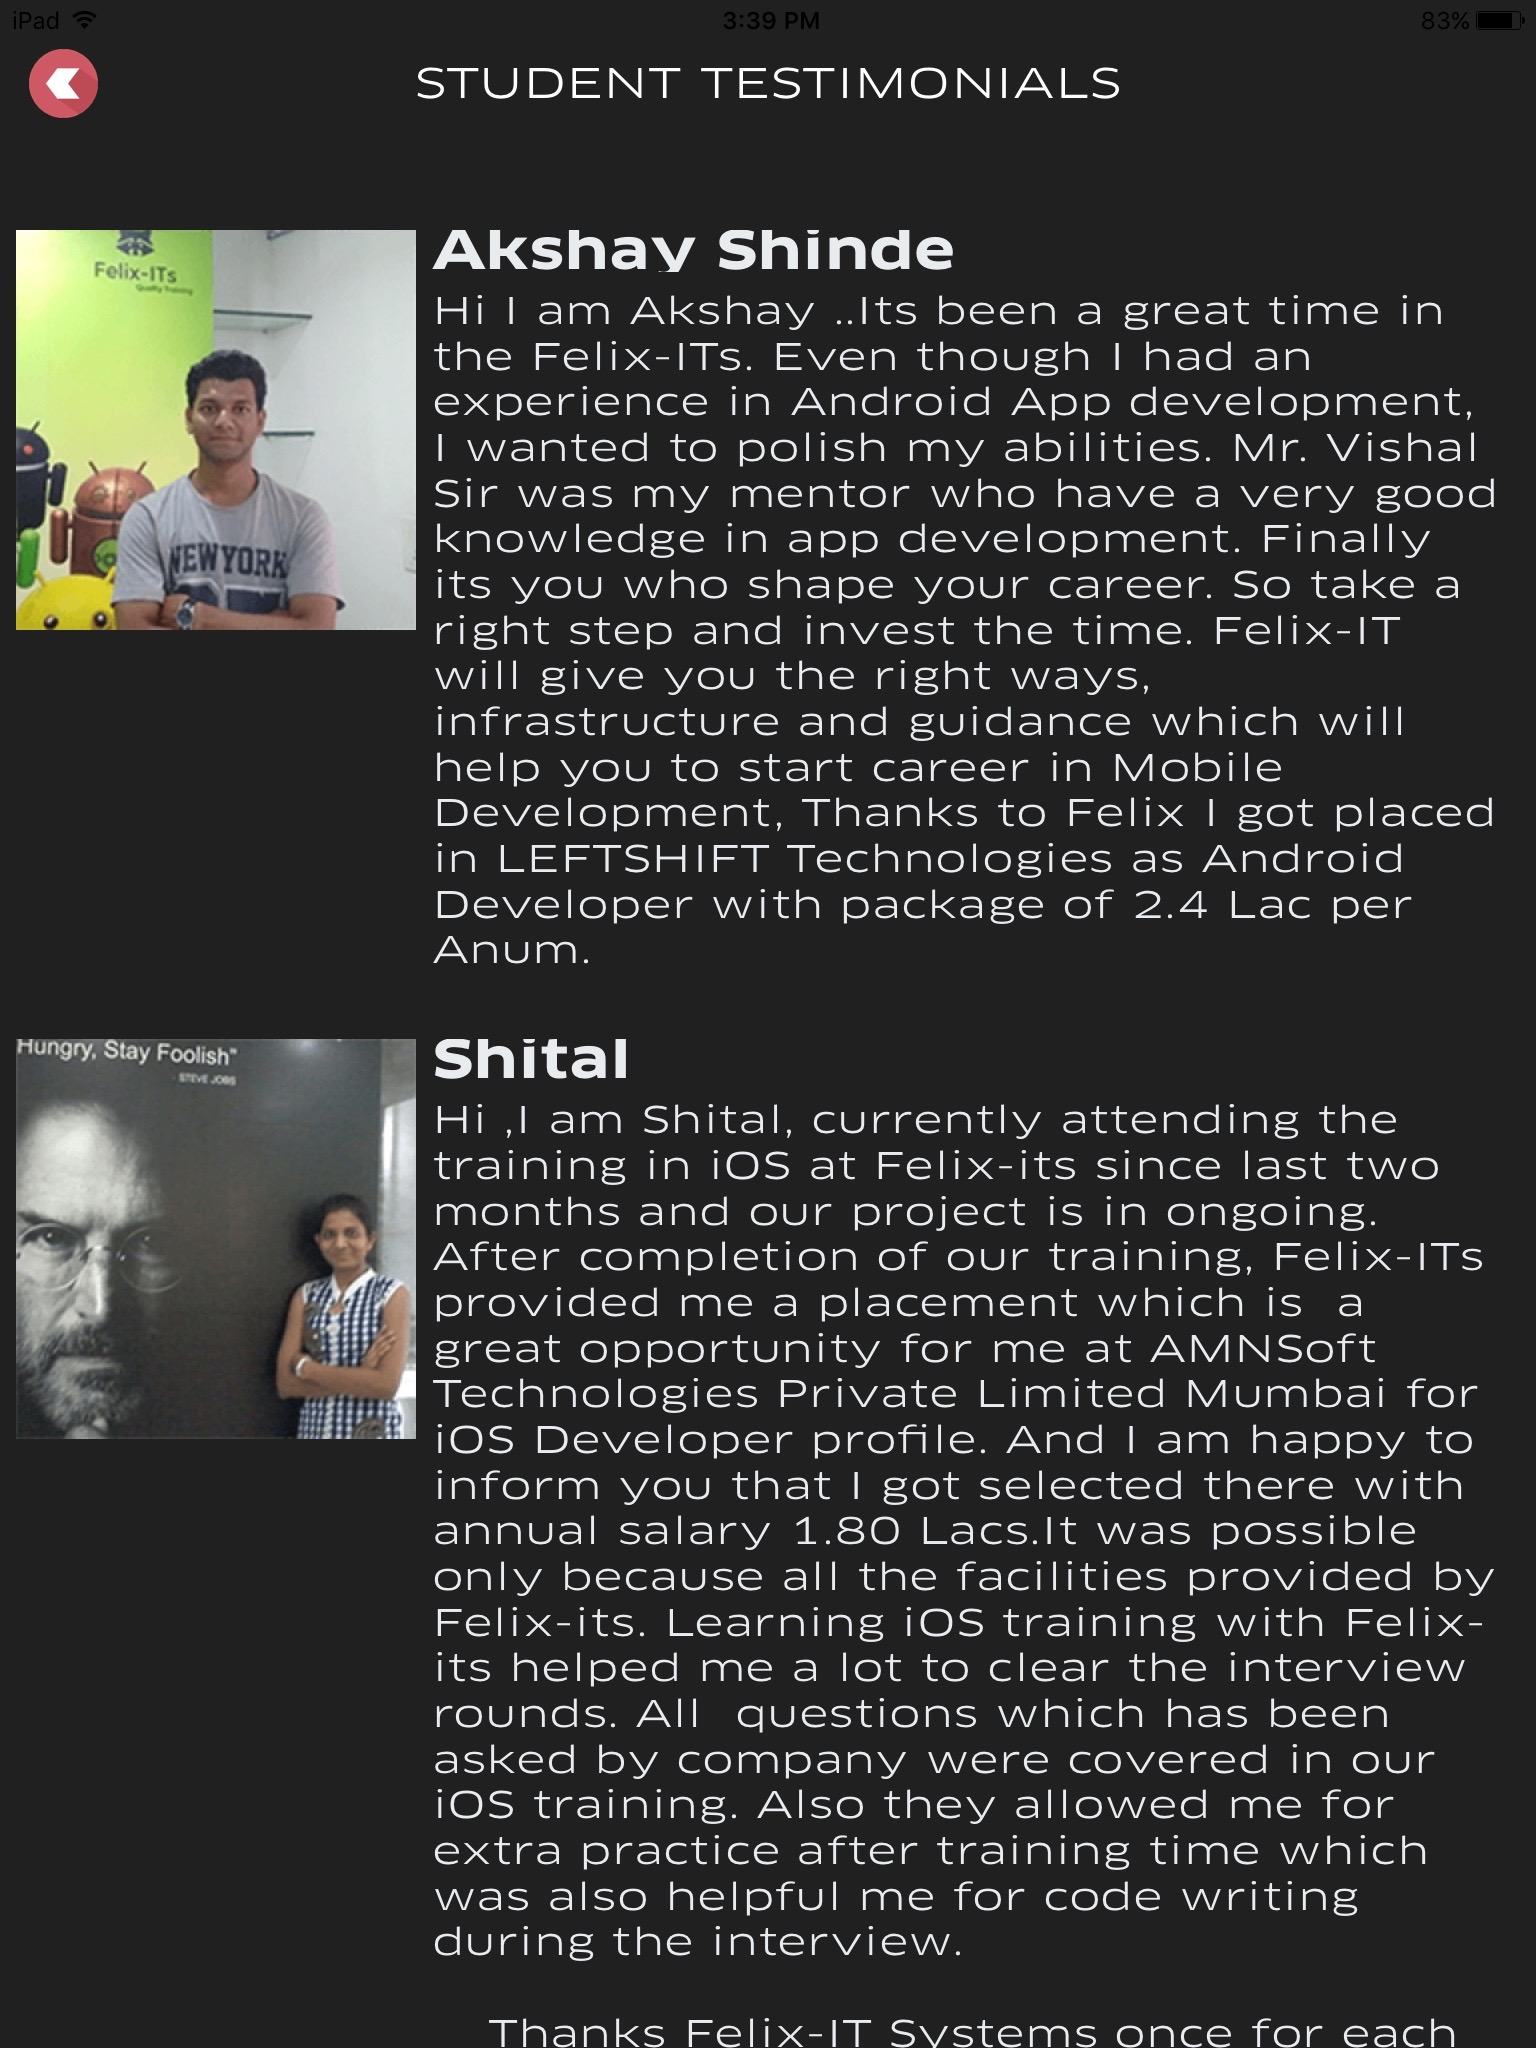 iPad
3:39 PM
83%
STUDENT TESTIMONIALS
Felix-ITs
Quality Training
NEWYORK
Akshay Shinde
Hi I am Akshay ..Its been a great time in
the Felix-ITs. Even though I had an
experience in Android App development,
I wanted to polish my abilities. Mr. Vishal
Sir was my mentor who have a very good
knowledge in app development. Finally
its you who shape your career. So take a
right step and invest the time. Felix-IT
will give you the right ways,
infrastructure and guidance which will
help you to start career in Mobile
Development, Thanks to Felix I got placed
in LEFTSHIFT Technologies as Android
Developer with package of 2.4 Lac per
Anum.
Hungry, Stay Foolish"
- STEVE JOBS
Shital
Hi ,I am Shital, currently attending the
training in iOS at Felix-its since last two
months and our project is in ongoing.
After completion of our training, Felix-ITs
provided me a placement which is  a
great opportunity for me at AMNSoft
Technologies Private Limited Mumbai for
iOS Developer profile. And I am happy to
inform you that I got selected there with
annual salary 1.80 Lacs.It was possible
only because all the facilities provided by
Felix-its. Learning iOS training with Felix-
its helped me a lot to clear the interview
rounds. All  questions which has been
asked by company were covered in our
iOS training. Also they allowed me for
extra practice after training time which
was also helpful me for code writing
during the interview.
Thanks Felix-IT Systems once for each